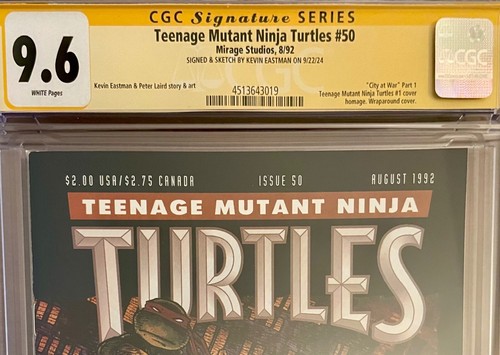 CGC Signature SERIES
9.6
WHITE Pages
Teenage Mutant Ninja Turtles #50
Mirage Studios, 8/92
SIGNED & SKETCH BY KEVIN EASTMAN ON 9/22/24
Kevin Eastman & Peter Laird story & art
"City at War" Part 1
Teenage Mutant Ninja Turtles #1 cover
homage. Wraparound cover.
4513643019
CGC
$2.00 USA/$2.75 CANADA ISSUE 50 AUGUST 1992
TEENAGE MUTANT NINJA
TURTLES